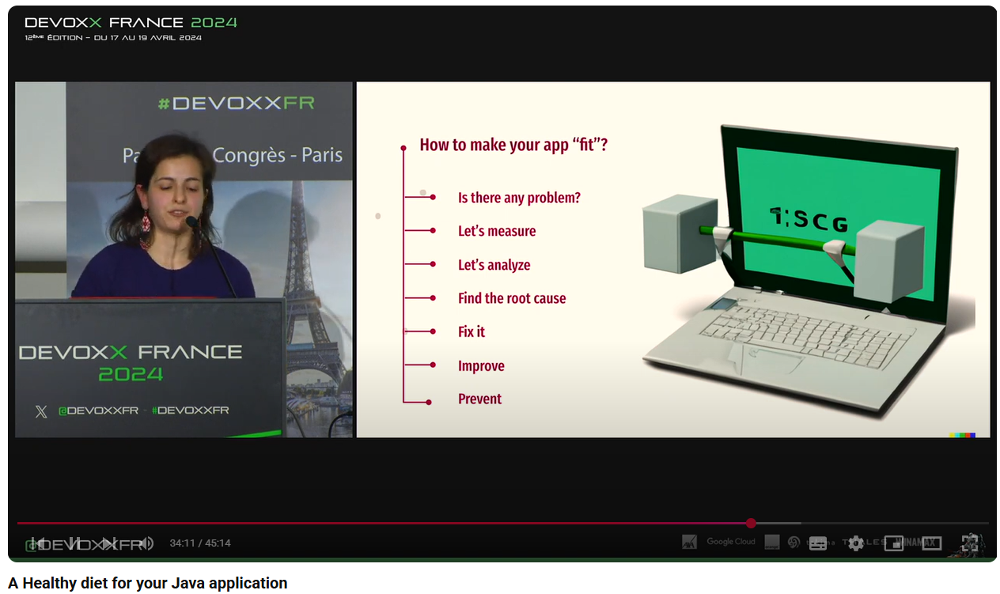 DEVOXX FRANCE 2024
12ÈME ÉDITION - DU 17 AU 19 AVRIL 2024
#DEVOXXFR
Congrès - Paris
DEVOXX FRANCE
2024
@DEVOXXFR - #DEVOXXFR
How to make your app “fit”?
Is there any problem?
Let’s measure
Let’s analyze
Find the root cause
Fix it
Improve
Prevent
1;SCG
@DEVOXXFR
34:11 / 45:14
Google Cloud
WINAMAX
A Healthy diet for your Java application